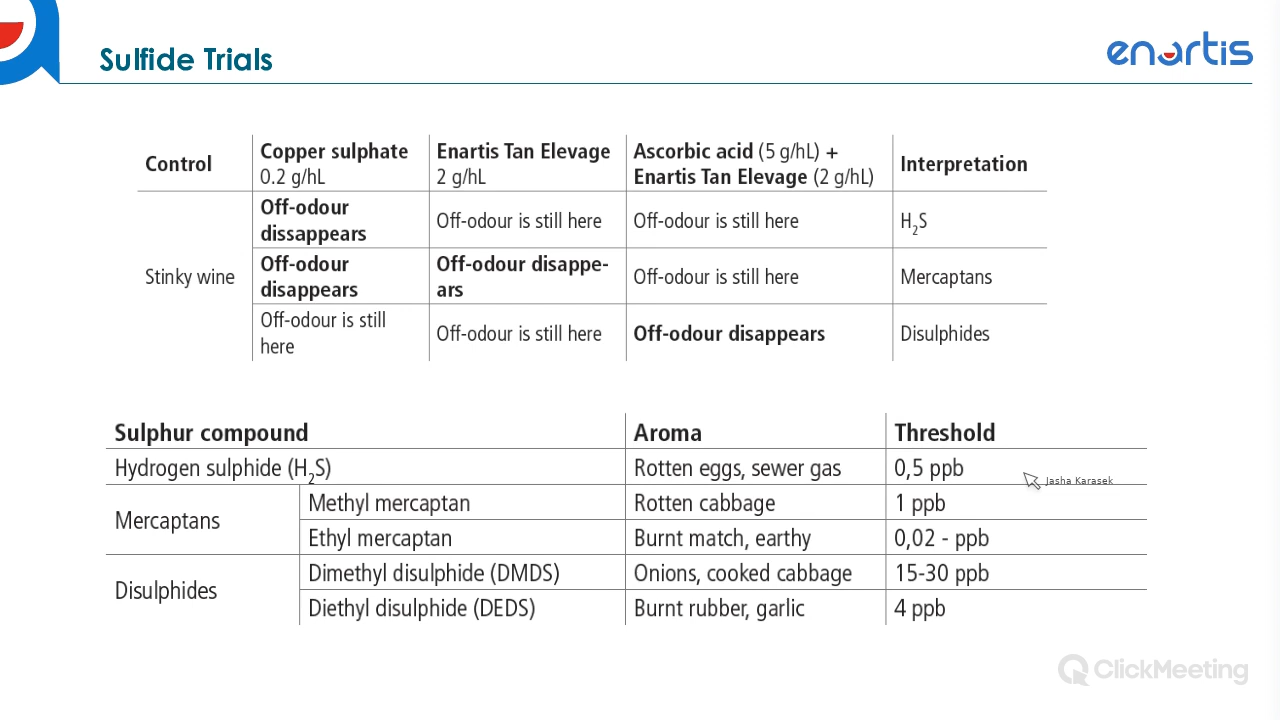 Sulfide Trials
enartis
Control
Copper sulphate
0.2 g/hL
Enartis Tan Elevage
2 g/hL
Ascorbic acid (5 g/hL) +
Enartis Tan Elevage (2 g/hL)
Interpretation
Stinky wine
Off-odour
dissappears
Off-odour is still here
Off-odour is still here
H2S
Off-odour
disappears
Off-odour disappe-
ars
Off-odour is still here
Mercaptans
Off-odour is still
here
Off-odour is still here
Off-odour disappears
Disulphides
Sulphur compound
Aroma
Threshold
Hydrogen sulphide (H2S)
Rotten eggs, sewer gas
0,5 ppb
Jasha Karasek
Mercaptans
Methyl mercaptan
Rotten cabbage
1 ppb
Ethyl mercaptan
Burnt match, earthy
0,02 - ppb
Disulphides
Dimethyl disulphide (DMDS)
Onions, cooked cabbage
15-30 ppb
Diethyl disulphide (DEDS)
Burnt rubber, garlic
4 ppb
ClickMeeting